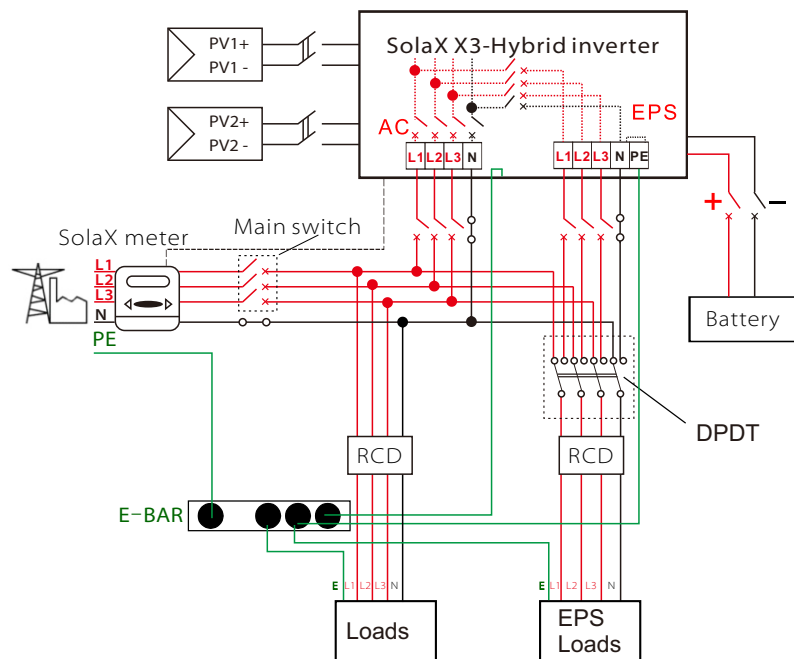 PV1+
PV1 -
PV2+
PV2 -
SolaX X3-Hybrid inverter
AC
EPS
L1 L2 L3 N
L1 L2 L3 N PE
+ −
SolaX meter
Main switch
L1
L2
L3
N
PE
Battery
DPDT
RCD
RCD
E-BAR
E L1 L2 L3 N
E L1 L2 L3 N
Loads
EPS
Loads